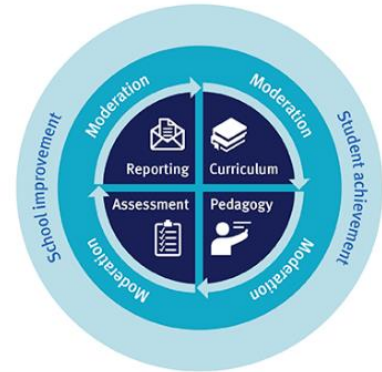 Moderation
Moderation
School improvement
Student achievement
Reporting
Curriculum
Assessment
Pedagogy
Moderation
Moderation